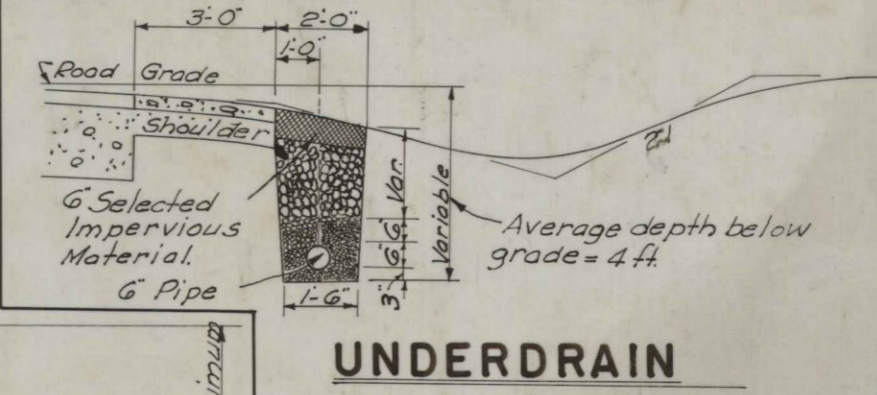 3'-0"
2'-0"
1'-0"
Road Grade
Shoulder
6" Selected
Impervious
Material.
6" Pipe
Var.
6"
6"
3"
Variable
1'-6"
Average depth below
grade = 4 ft.
UNDERDRAIN